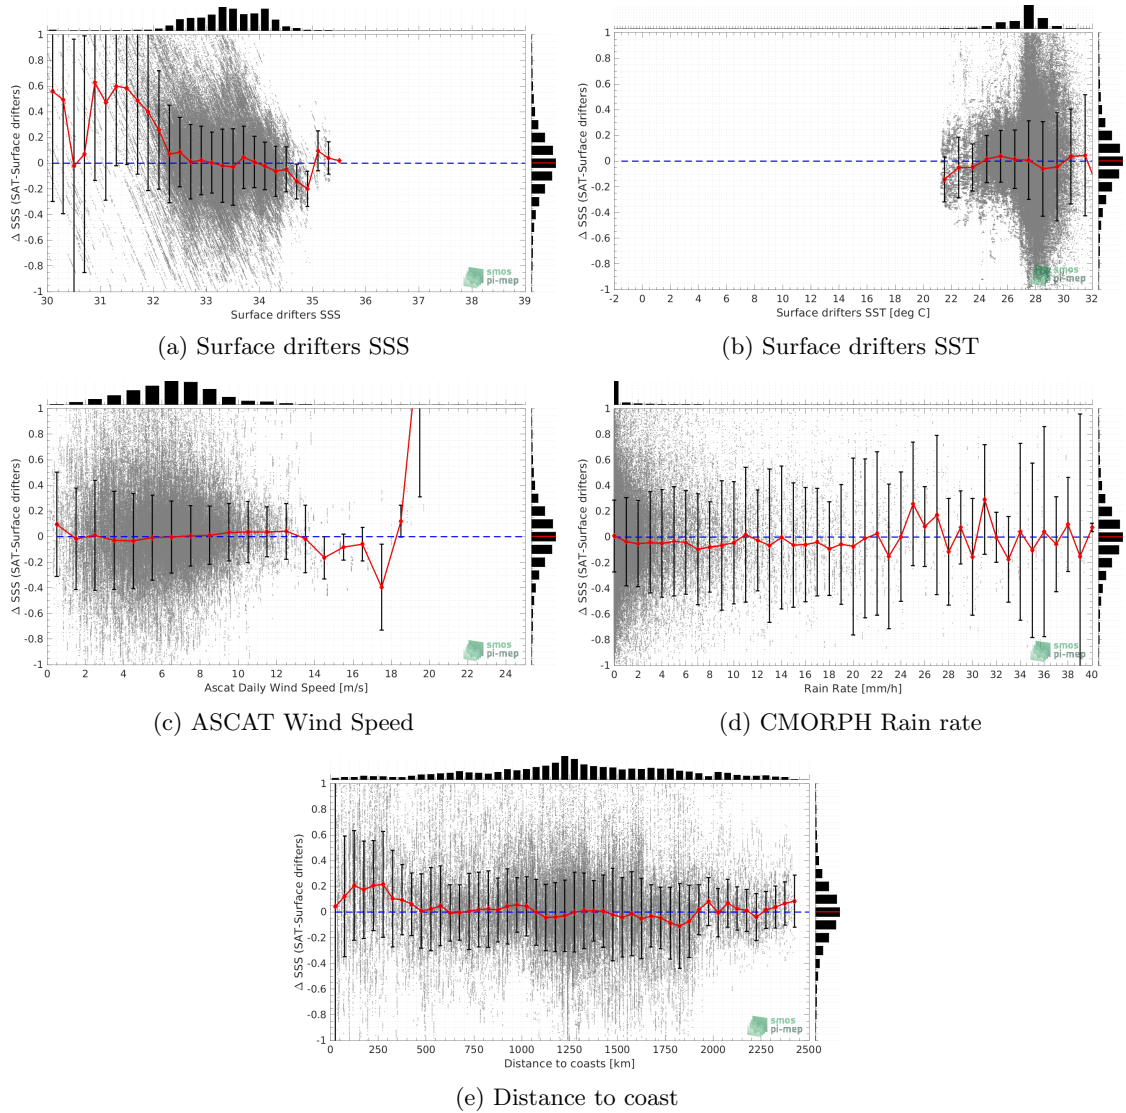 Δ SSS (SAT-Surface drifters)
1
0.8
0.6
0.4
0.2
0
-0.2
-0.4
-0.6
-0.8
-1
smos
pi-mep
30 31 32 33 34 35 36 37 38 39
Surface drifters SSS
(a) Surface drifters SSS
Δ SSS (SAT-Surface drifters)
1
0.8
0.6
0.4
0.2
0
-0.2
-0.4
-0.6
-0.8
-1
smos
pi-mep
-2 0 2 4 6 8 10 12 14 16 18 20 22 24 26 28 30 32
Surface drifters SST [deg C]
(b) Surface drifters SST
Δ SSS (SAT-Surface drifters)
1
0.8
0.6
0.4
0.2
0
-0.2
-0.4
-0.6
-0.8
-1
smos
pi-mep
0 2 4 6 8 10 12 14 16 18 20 22 24
Ascat Daily Wind Speed [m/s]
(c) ASCAT Wind Speed
Δ SSS (SAT-Surface drifters)
1
0.8
0.6
0.4
0.2
0
-0.2
-0.4
-0.6
-0.8
-1
smos
pi-mep
0 2 4 6 8 10 12 14 16 18 20 22 24 26 28 30 32 34 36 38 40
Rain Rate [mm/h]
(d) CMORPH Rain rate
Δ SSS (SAT-Surface drifters)
1
0.8
0.6
0.4
0.2
0
-0.2
-0.4
-0.6
-0.8
-1
smos
pi-mep
0 250 500 750 1000 1250 1500 1750 2000 2250 2500
Distance to coasts [km]
(e) Distance to coast